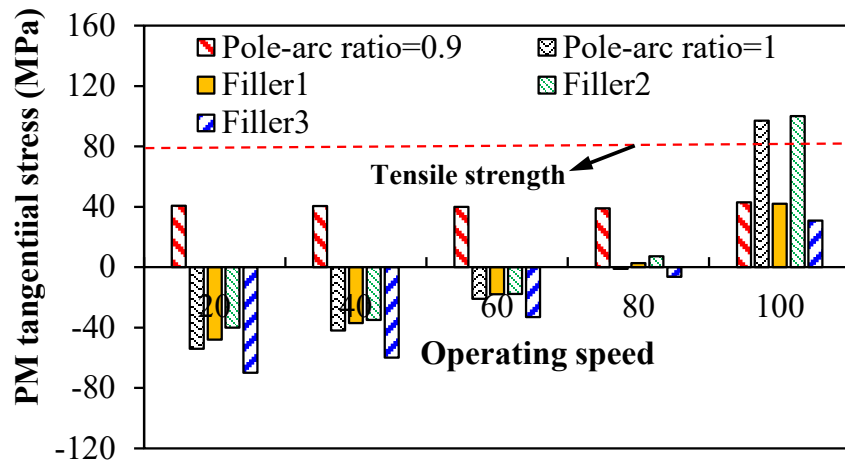 PM tangentiial stress (MPa)
160
120
80
40
0
-40
-80
-120
Pole-arc ratio=0.9
Pole-arc ratio=1
Filler1
Filler2
Filler3
Tensile strength
20
40
60
80
100
Operating speed